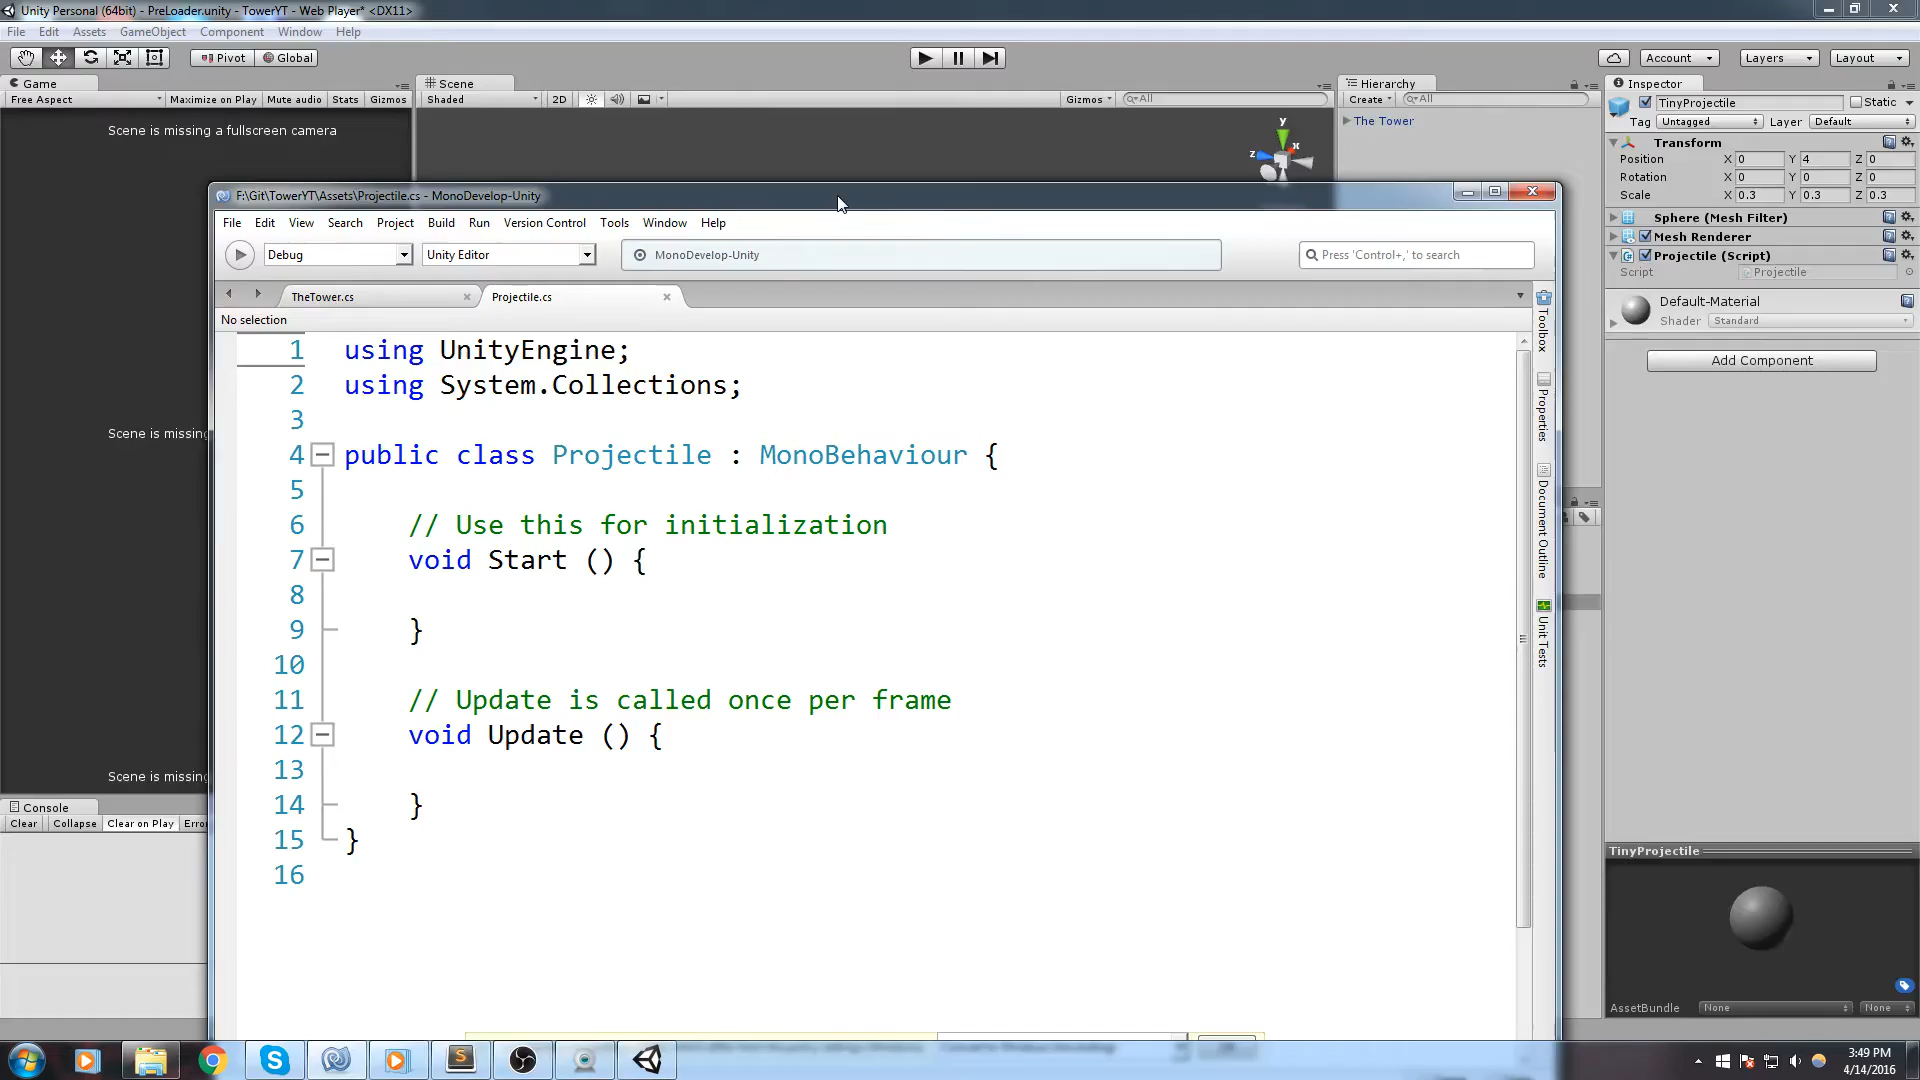 Unity Personal (64bit) - PreLoader.unity - TowerYT - Web Player* <DX11>
File Edit Assets GameObject Component Window Help
Pivot Global Account Layers Layout
Game Scene Hierarchy Inspector
Free Aspect Maximize on Play Mute audio Stats Gizmos Shaded 2D Gizmos All Create All
TinyProjectile Static
The Tower
Tag Untagged Layer Default
Scene is missing a fullscreen camera
y
x
z
Transform
Position X 0 Y 4 Z 0
Rotation X 0 Y 0 Z 0
Scale X 0.3 Y 0.3 Z 0.3
Sphere (Mesh Filter)
Mesh Renderer
Projectile (Script)
Script Projectile
Default-Material
Shader Standard
Add Component
F:\Git\TowerYT\Assets\Projectile.cs - MonoDevelop-Unity
File Edit View Search Project Build Run Version Control Tools Window Help
Debug Unity Editor MonoDevelop-Unity Press 'Control+,' to search
TheTower.cs Projectile.cs
No selection
1 using UnityEngine;
2 using System.Collections;
3
4 public class Projectile : MonoBehaviour {
5
6 // Use this for initialization
7 void Start () {
8
9 }
10
11 // Update is called once per frame
12 void Update () {
13
14 }
15 }
16
Toolbox
Properties
Document Outline
Unit Tests
Scene is missing
Scene is missing
Console
Clear Collapse Clear on Play Error
TinyProjectile
AssetBundle None None
3:49 PM
4/14/2016